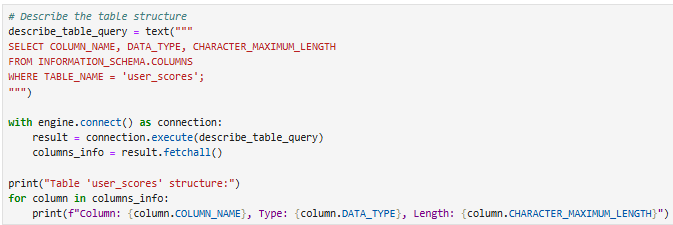 # Describe the table structure
describe_table_query = text("""
SELECT COLUMN_NAME, DATA_TYPE, CHARACTER_MAXIMUM_LENGTH
FROM INFORMATION_SCHEMA.COLUMNS
WHERE TABLE_NAME = 'user_scores';
""")

with engine.connect() as connection:
    result = connection.execute(describe_table_query)
    columns_info = result.fetchall()

print("Table 'user_scores' structure:")
for column in columns_info:
    print(f"Column: {column.COLUMN_NAME}, Type: {column.DATA_TYPE}, Length: {column.CHARACTER_MAXIMUM_LENGTH}")